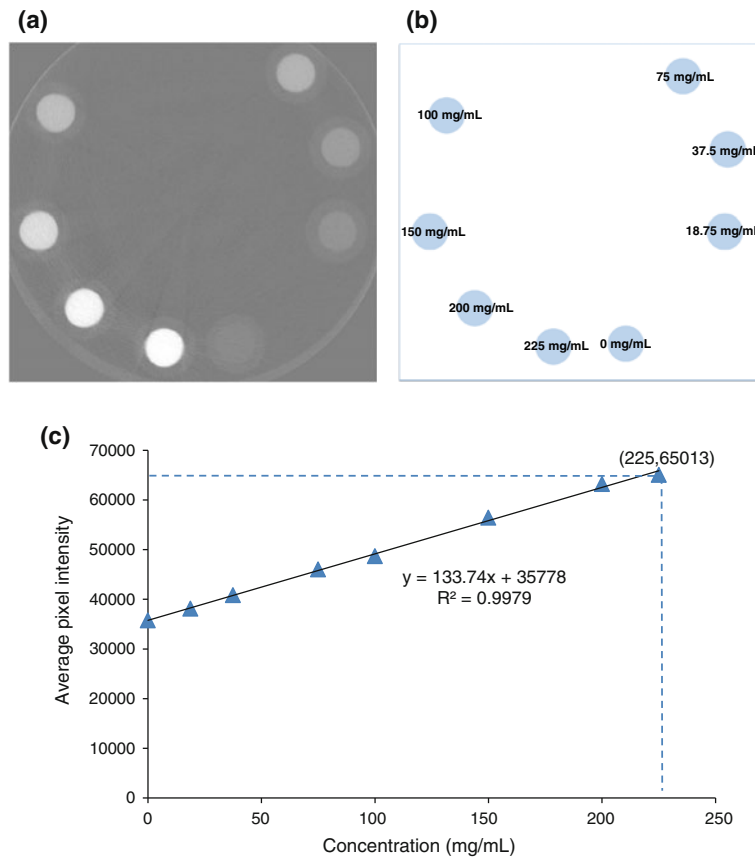 (a)
(b)
75 mg/mL
100 mg/mL
37.5 mg/mL
150 mg/mL
18.75 mg/mL
200 mg/mL
225 mg/mL
0 mg/mL
(c)
70000
60000
50000
40000
30000
20000
10000
0
Average pixel intensity
(225,65013)
y = 133.74x + 35778
R² = 0.9979
0
50
100
150
200
250
Concentration (mg/mL)